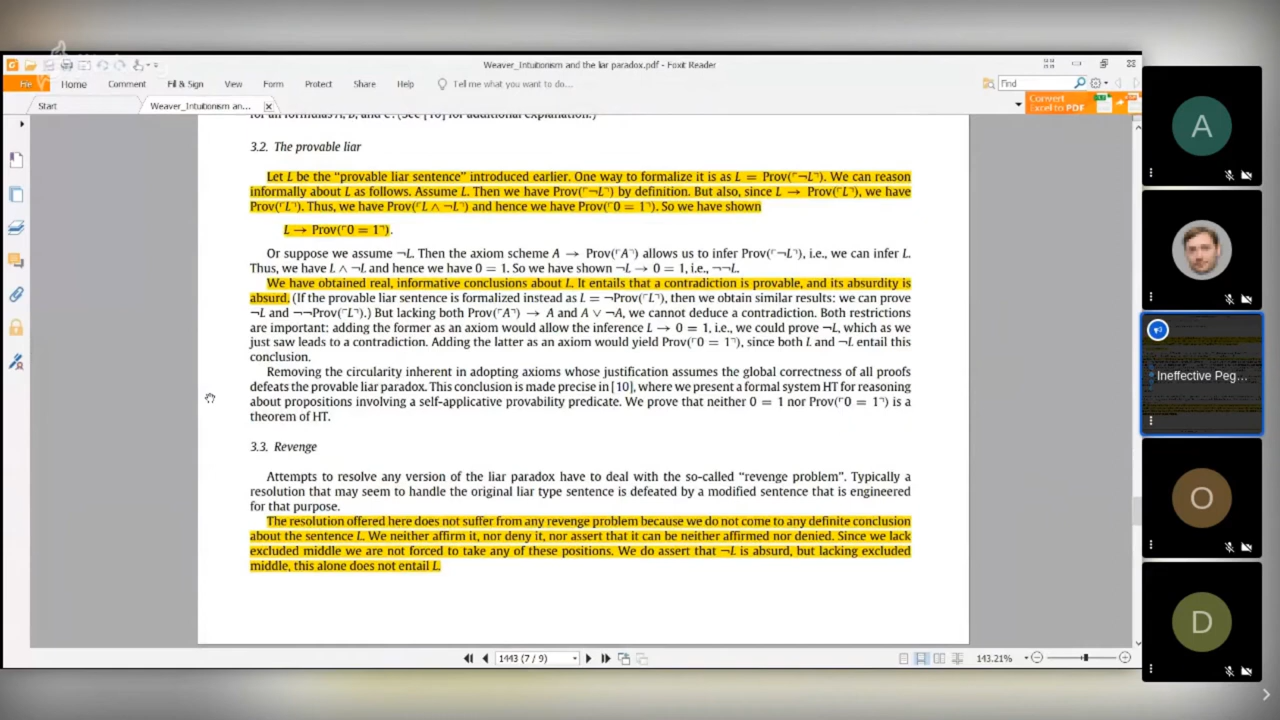 Weaver_Intuitionism and the liar paradox.pdf - Foxit Reader
File Home Comment Fill & Sign View Form Protect Share Help Tell me what you want to do... Find
Start Weaver_Intuitionism an... Convert Excel to PDF
for all formulas A, B, and C. (See [10] for additional explanation.)
3.2. The provable liar
Let L be the “provable liar sentence” introduced earlier. One way to formalize it is as L = Prov(⌜¬L⌝). We can reason
informally about L as follows. Assume L. Then we have Prov(⌜¬L⌝) by definition. But also, since L → Prov(⌜L⌝), we have
Prov(⌜L⌝). Thus, we have Prov(⌜L ∧ ¬L⌝) and hence we have Prov(⌜0 = 1⌝). So we have shown
L → Prov(⌜0 = 1⌝).
Or suppose we assume ¬L. Then the axiom scheme A → Prov(⌜A⌝) allows us to infer Prov(⌜¬L⌝), i.e., we can infer L.
Thus, we have L ∧ ¬L and hence we have 0 = 1. So we have shown ¬L → 0 = 1, i.e., ¬¬L.
We have obtained real, informative conclusions about L. It entails that a contradiction is provable, and its absurdity is
absurd. (If the provable liar sentence is formalized instead as L = ¬Prov(⌜L⌝), then we obtain similar results: we can prove
¬L and ¬¬Prov(⌜L⌝).) But lacking both Prov(⌜A⌝) → A and A ∨ ¬A, we cannot deduce a contradiction. Both restrictions
are important: adding the former as an axiom would allow the inference L → 0 = 1, i.e., we could prove ¬L, which as we
just saw leads to a contradiction. Adding the latter as an axiom would yield Prov(⌜0 = 1⌝), since both L and ¬L entail this
conclusion.
Removing the circularity inherent in adopting axioms whose justification assumes the global correctness of all proofs
defeats the provable liar paradox. This conclusion is made precise in [10], where we present a formal system HT for reasoning
about propositions involving a self-applicative provability predicate. We prove that neither 0 = 1 nor Prov(⌜0 = 1⌝) is a
theorem of HT.
3.3. Revenge
Attempts to resolve any version of the liar paradox have to deal with the so-called “revenge problem”. Typically a
resolution that may seem to handle the original liar type sentence is defeated by a modified sentence that is engineered
for that purpose.
The resolution offered here does not suffer from any revenge problem because we do not come to any definite conclusion
about the sentence L. We neither affirm it, nor deny it, nor assert that it can be neither affirmed nor denied. Since we lack
excluded middle we are not forced to take any of these positions. We do assert that ¬L is absurd, but lacking excluded
middle, this alone does not entail L.
1443 (7 / 9) 143.21%
A
Ineffective Peg...
O
D